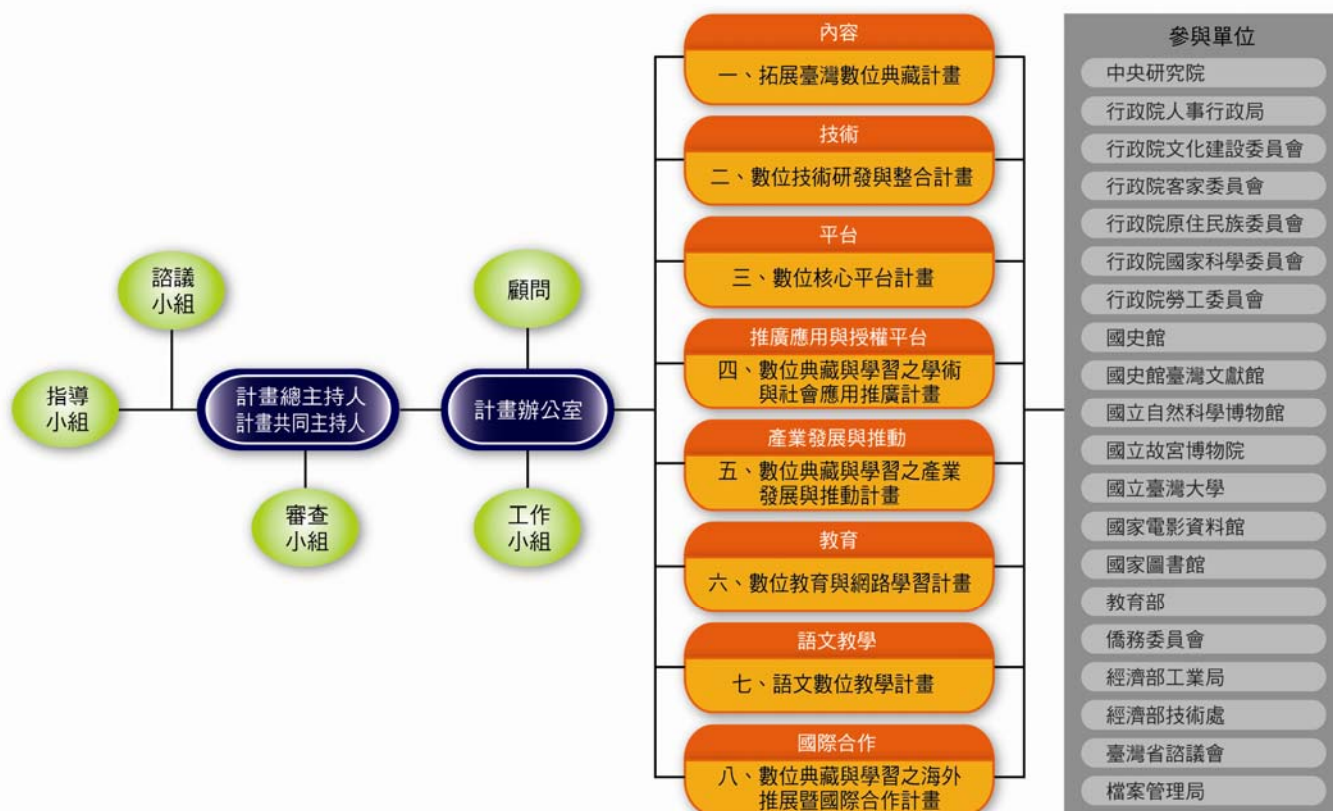 諮議
小組
指導
小組
計畫總主持人
計畫共同主持人
審查
小組
顧問
計畫辦公室
工作
小組
內容
一、拓展臺灣數位典藏計畫
技術
二、數位技術研發與整合計畫
平台
三、數位核心平台計畫
推廣應用與授權平台
四、數位典藏與學習之學術
與社會應用推廣計畫
產業發展與推動
五、數位典藏與學習之產業
發展與推動計畫
教育
六、數位教育與網路學習計畫
語文教學
七、語文數位教學計畫
國際合作
八、數位典藏與學習之海外
推展暨國際合作計畫
參與單位
中央研究院
行政院人事行政局
行政院文化建設委員會
行政院客家委員會
行政院原住民族委員會
行政院國家科學委員會
行政院勞工委員會
國史館
國史館臺灣文獻館
國立自然科學博物館
國立故宮博物院
國立臺灣大學
國家電影資料館
國家圖書館
教育部
僑務委員會
經濟部工業局
經濟部技術處
臺灣省諮議會
檔案管理局